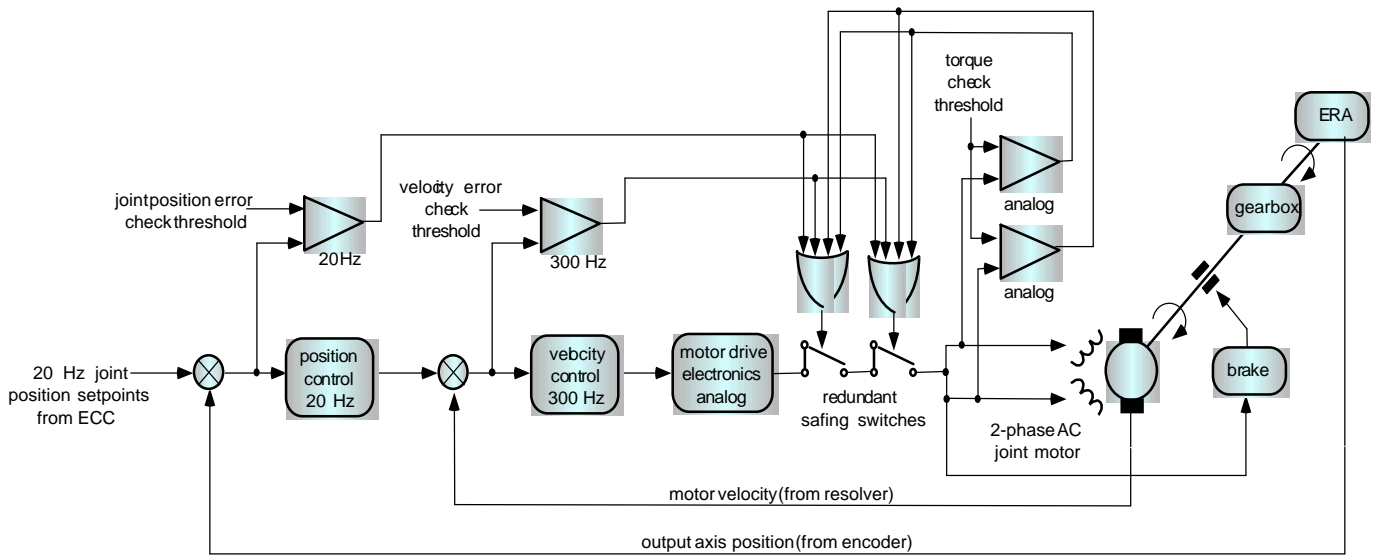 torque
check
threshold
ERA
joint position error
check threshold
velocity error
check
threshold
analog
gearbox
20Hz
300 Hz
analog
20 Hz joint
position setpoints
from ECC
position
control
20 Hz
velocity
control
300 Hz
motor drive
electronics
analog
redundant
safing switches
2-phase AC
joint motor
brake
motor velocity (from resolver)
output axis position (from encoder)